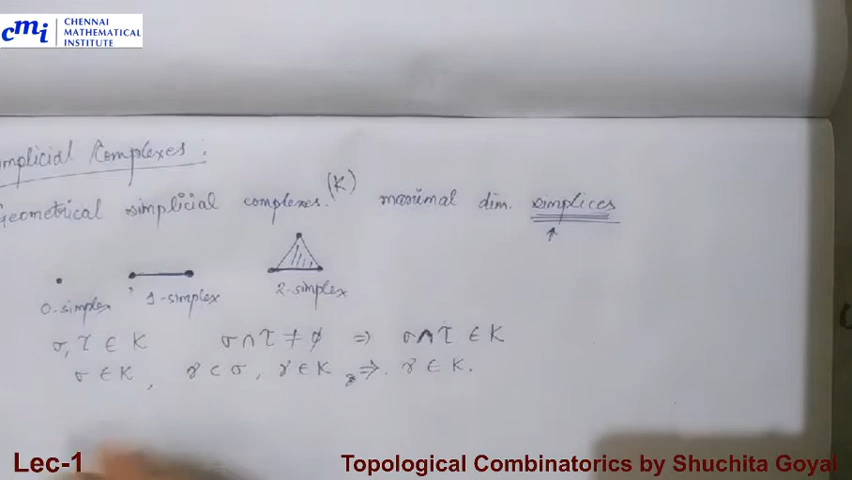 cmi CHENNAI
MATHEMATICAL
INSTITUTE
mplicial Complexes :
Geometrical simplicial complexes. (K) maximal dim. simplices
↑
0-simplex 1-simplex 2-simplex
σ, τ ∈ K σ∩τ ≠ φ ⇒ σ∩τ ∈ K
σ ∈ K, γ ⊂ σ, γ ∈ K, ⇒ γ ∈ K.
Lec-1 Topological Combinatorics by Shuchita Goyal